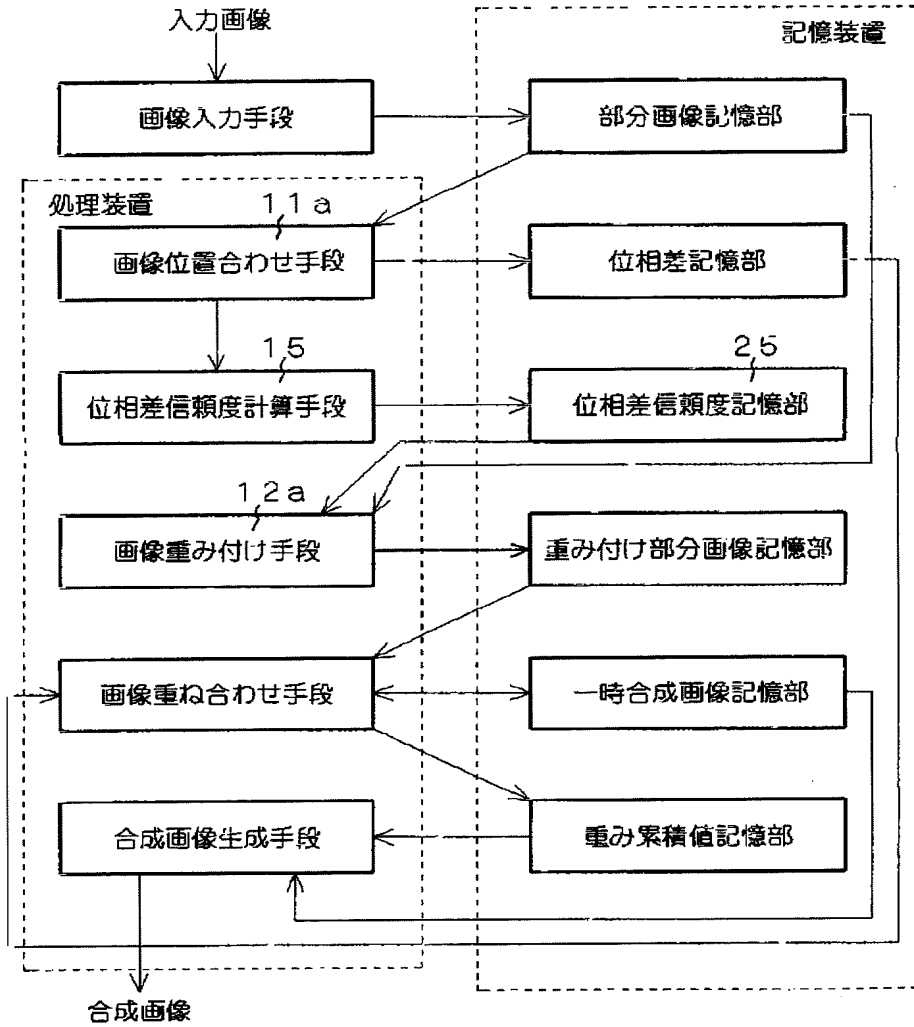 入力画像
記憶装置
画像入力手段
部分画像記憶部
処理装置
11a
画像位置合わせ手段
位相差記憶部
15
25
位相差信頼度計算手段
位相差信頼度記憶部
12a
画像重み付け手段
重み付け部分画像記憶部
画像重ね合わせ手段
一時合成画像記憶部
合成画像生成手段
重み累積値記憶部
合成画像